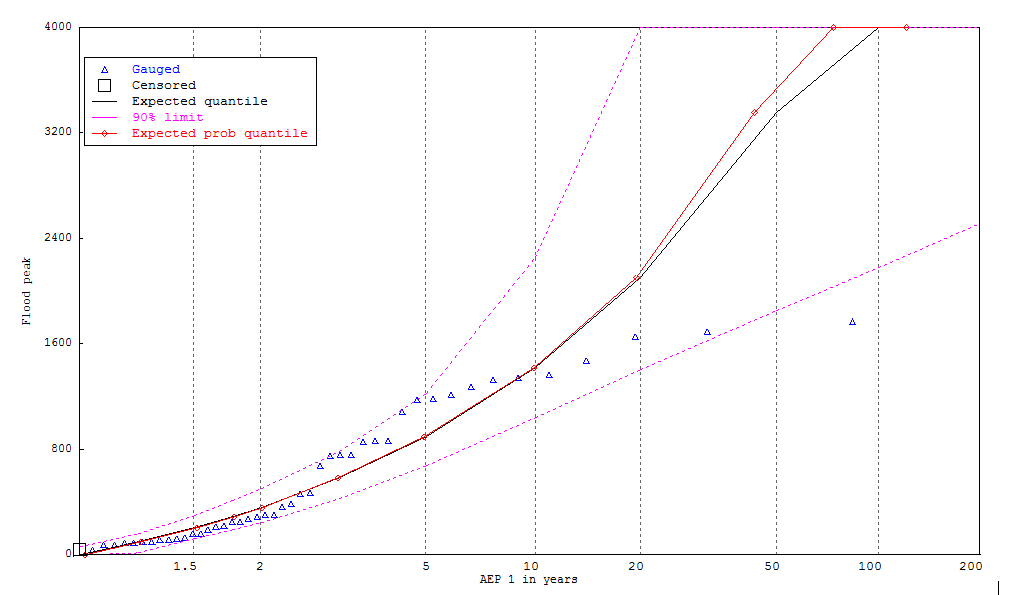 4000
Gauged
Censored
Expected quantile
90% limit
Expected prob quantile
3200
2400
Flood peak
1600
800
0
1.5 2 5 10 20 50 100 200
AEP 1 in years